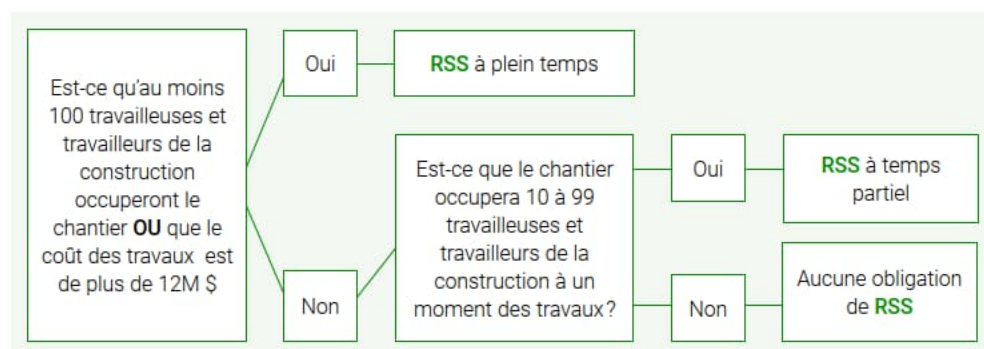 Est-ce qu'au moins
100 travailleuses et
travailleurs de la
construction
occuperont le
chantier OU que le
coût des travaux est
de plus de 12M $
Oui
RSS à plein temps
Non
Est-ce que le chantier
occupera 10 à 99
travailleuses et
travailleurs de la
construction à un
moment des travaux?
Oui
RSS à temps
partiel
Non
Aucune obligation
de RSS